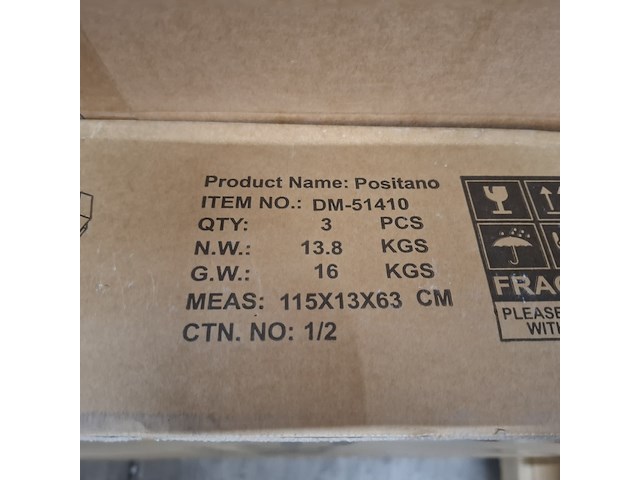 Product Name: Positano
ITEM NO.: DM-51410
QTY: 3 PCS
N.W.: 13.8 KGS
G.W.: 16 KGS
MEAS: 115X13X63 CM
CTN. NO: 1/2
FRAG
PLEASE
WITH